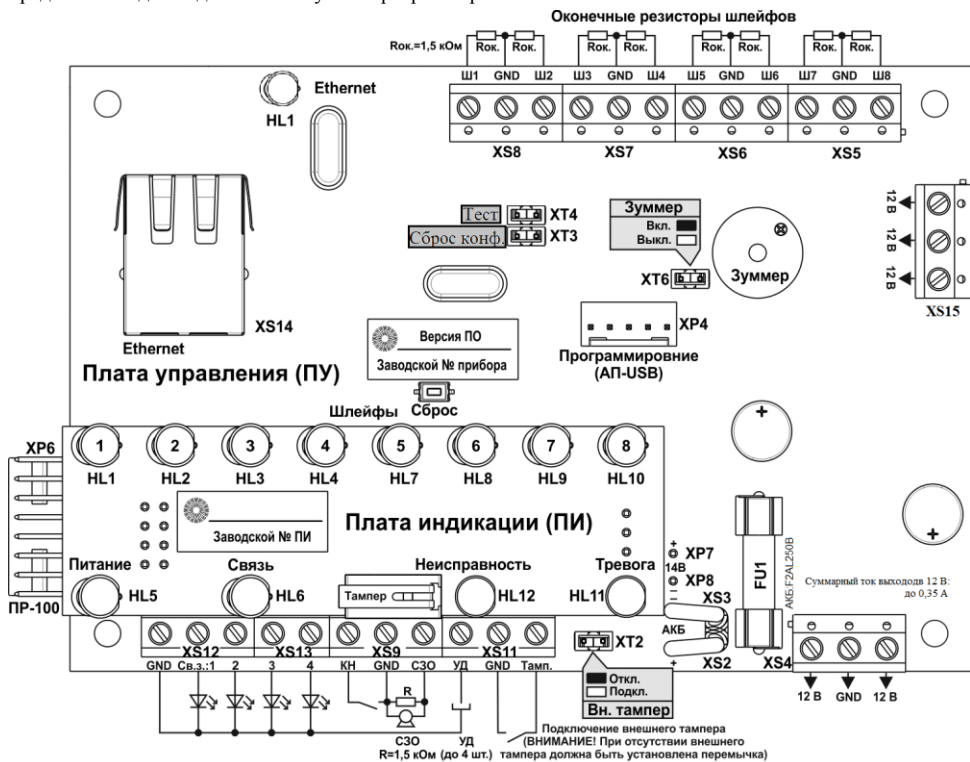 Оконечные резисторы шлейфов
Rок.=1,5 кОм
Rок. Rок. Rок. Rок. Rок. Rок. Rок. Rок.
Ш1 GND Ш2 Ш3 GND Ш4 Ш5 GND Ш6 Ш7 GND Ш8
XS8 XS7 XS6 XS5
Ethernet
HL1
Тест XT4
Сброс конф. XT3
Зуммер
Вкл.
Выкл.
XT6
Зуммер
12 В
12 В
12 В
XS15
XS14
Ethernet
Версия ПО
Заводской № прибора
XP4
Программировние
(АП-USB)
Плата управления (ПУ)
Шлейфы Сброс
XP6
1 2 3 4 5 6 7 8
HL1 HL2 HL3 HL4 HL7 HL8 HL9 HL10
Заводской № ПИ
Плата индикации (ПИ)
Питание Связь Неисправность Тревога
HL5 HL6 Тампер HL12 HL11
ПР-100
+ XP7
14В
– XP8
FU1
АКБ:F2AL250В
Суммарный ток выхододв 12 В:
до 0,35 А
XS3
АКБ
–
+
XS2
XS4
XS12 XS13 XS9 XS11
XT2
GND Св.з.:1 2 3 4 КН GND СЗО УД GND Тамп.
Откл.
Подкл.
Вн. тампер
12 В GND 12 В
R
СЗО УД
R=1,5 кОм (до 4 шт.)
Подключение внешнего тампера
(ВНИМАНИЕ! При отсутствии внешнего
тампера должна быть установлена перемычка)